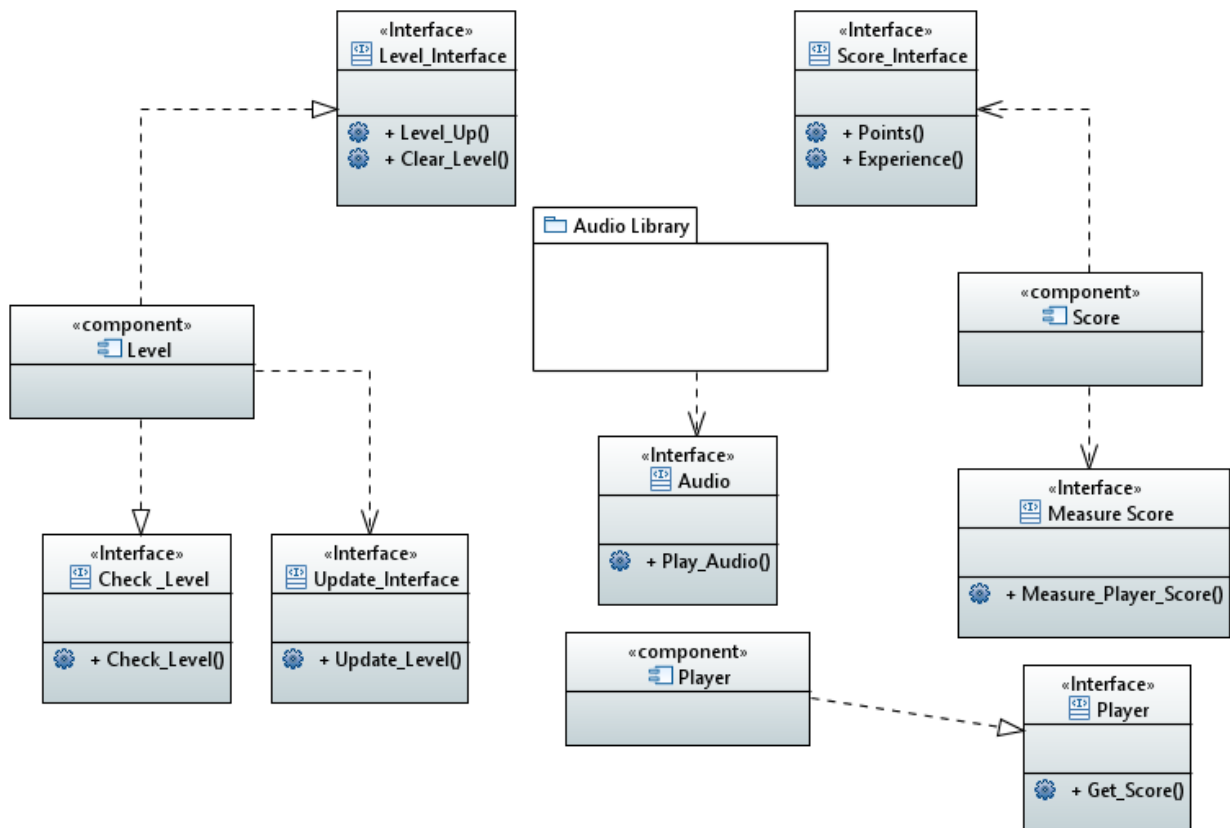 «Interface»
Level_Interface
+ Level_Up()
+ Clear_Level()
«Interface»
Score_Interface
+ Points()
+ Experience()
Audio Library
«component»
Level
«component»
Score
«Interface»
Audio
+ Play_Audio()
«Interface»
Measure Score
+ Measure_Player_Score()
«Interface»
Check _Level
+ Check_Level()
«Interface»
Update_Interface
+ Update_Level()
«component»
Player
«Interface»
Player
+ Get_Score()